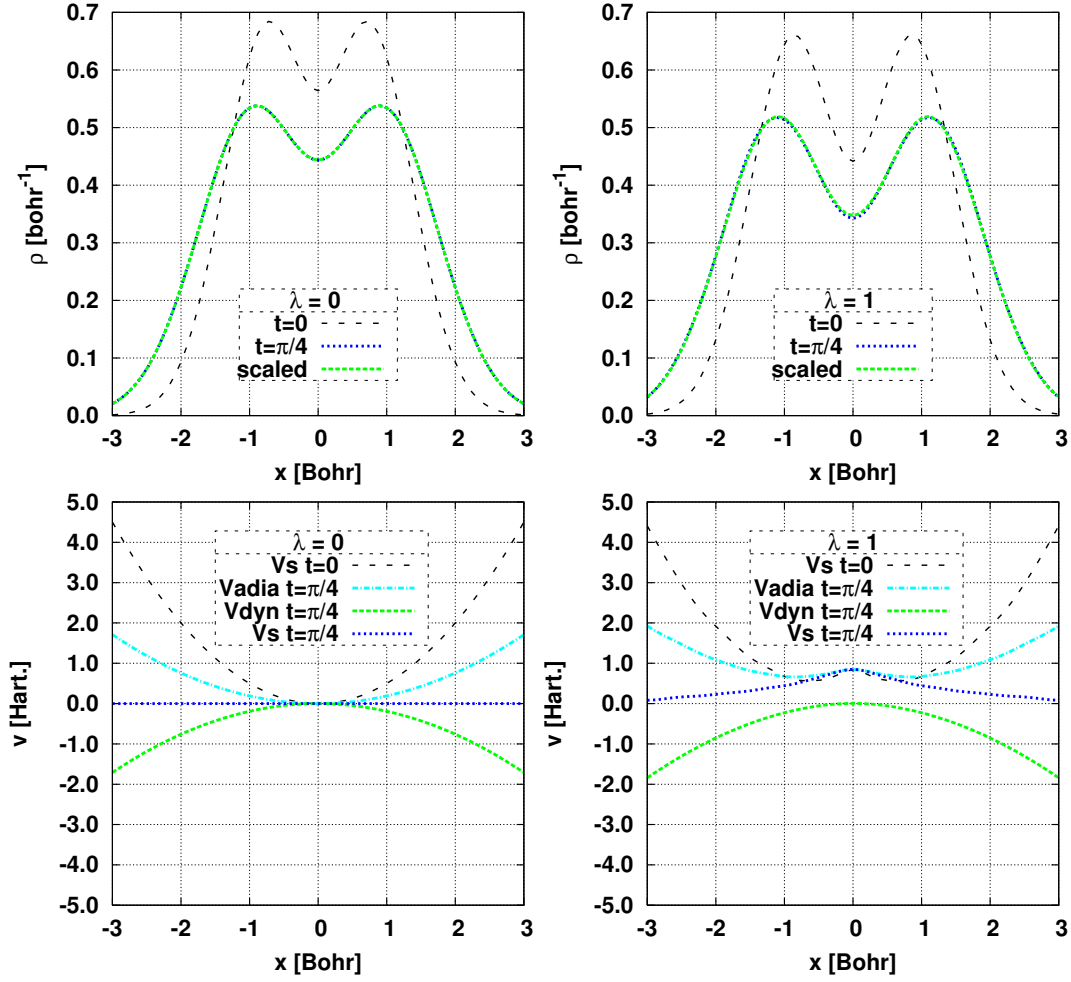 0.7
0.6
0.5
0.4
0.3
0.2
0.1
0.0
ρ [bohr⁻¹]
λ = 0
t=0
t=π/4
scaled
-3 -2 -1 0 1 2 3
x [Bohr]
0.7
0.6
0.5
0.4
0.3
0.2
0.1
0.0
ρ [bohr⁻¹]
λ = 1
t=0
t=π/4
scaled
-3 -2 -1 0 1 2 3
x [Bohr]
5.0
4.0
3.0
2.0
1.0
0.0
-1.0
-2.0
-3.0
-4.0
-5.0
v [Hart.]
λ = 0
Vs t=0
Vadia t=π/4
Vdyn t=π/4
Vs t=π/4
-3 -2 -1 0 1 2 3
x [Bohr]
5.0
4.0
3.0
2.0
1.0
0.0
-1.0
-2.0
-3.0
-4.0
-5.0
v [Hart.]
λ = 1
Vs t=0
Vadia t=π/4
Vdyn t=π/4
Vs t=π/4
-3 -2 -1 0 1 2 3
x [Bohr]